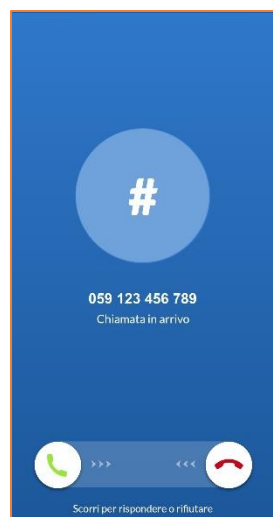 #
059 123 456 789
Chiamata in arrivo
Scorri per rispondere o rifiutare